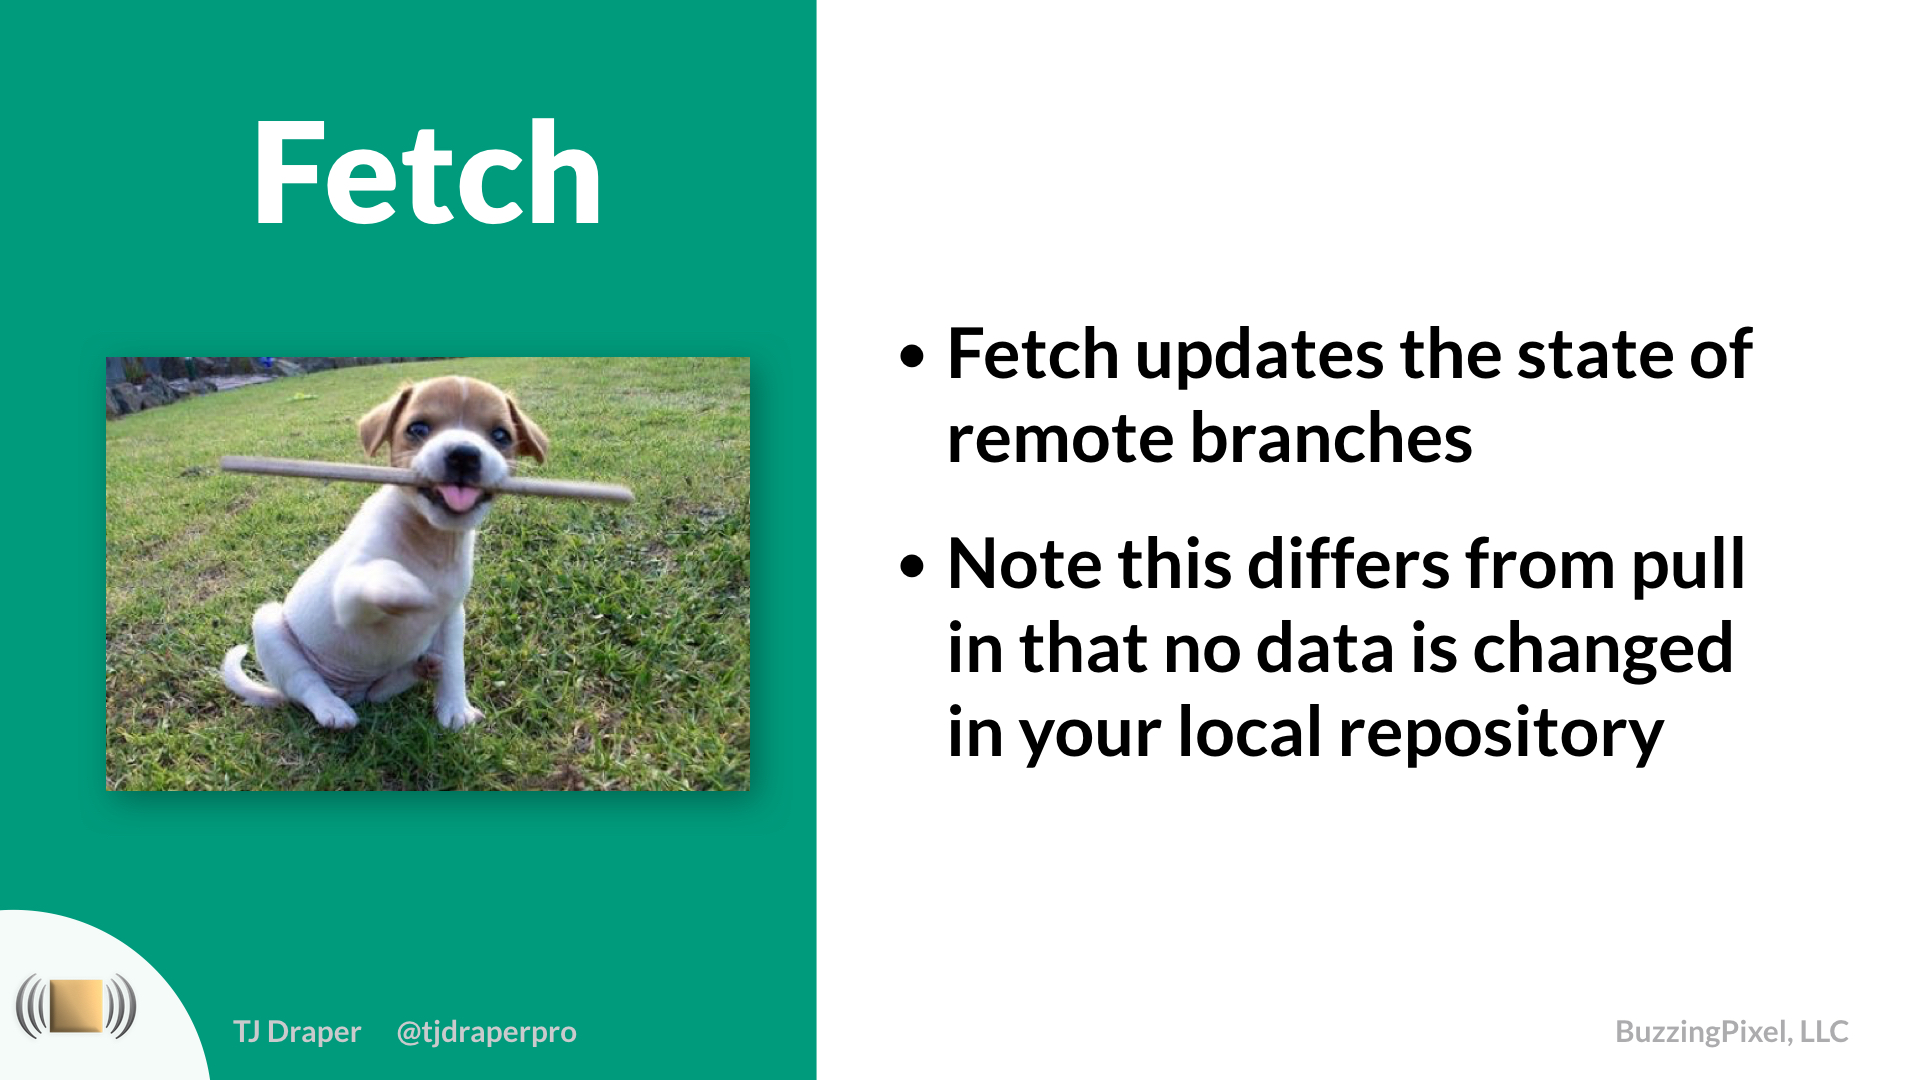 Fetch
• Fetch updates the state of
remote branches
• Note this differs from pull
in that no data is changed
in your local repository
TJ Draper @tjdraperpro
BuzzingPixel, LLC